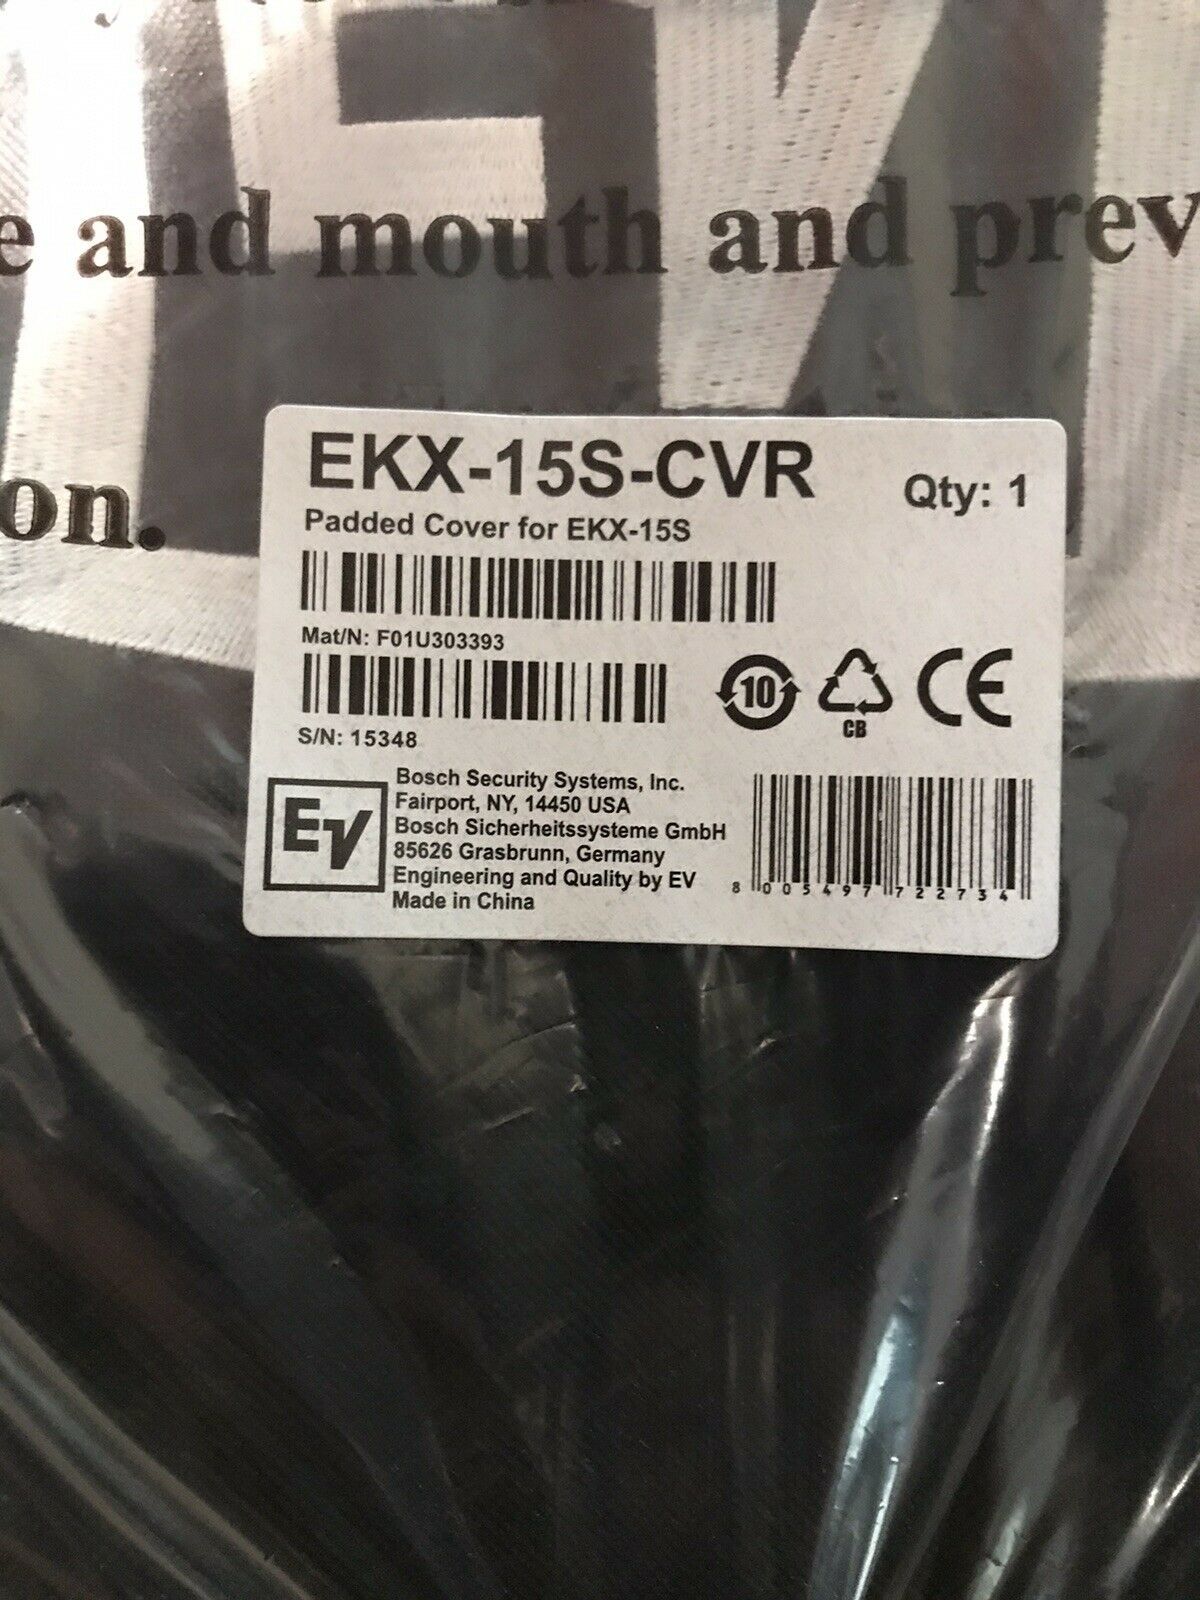 e and mouth and prev
on.
EKX-15S-CVR
Qty: 1
Padded Cover for EKX-15S
Mat/N: F01U303393
S/N: 15348
10
CB
CE
EV
Bosch Security Systems, Inc.
Fairport, NY, 14450 USA
Bosch Sicherheitssysteme GmbH
85626 Grasbrunn, Germany
Engineering and Quality by EV
Made in China
8 005497 722734